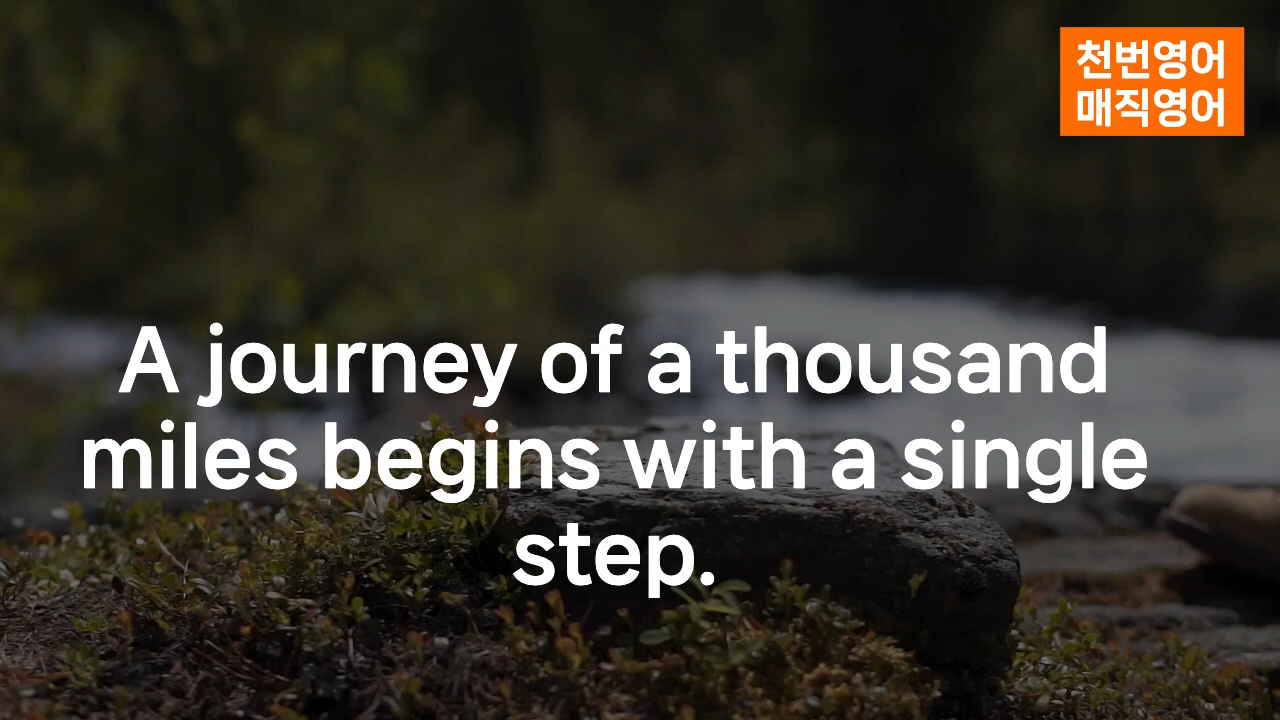 천번영어
매직영어
A journey of a thousand
miles begins with a single
step.